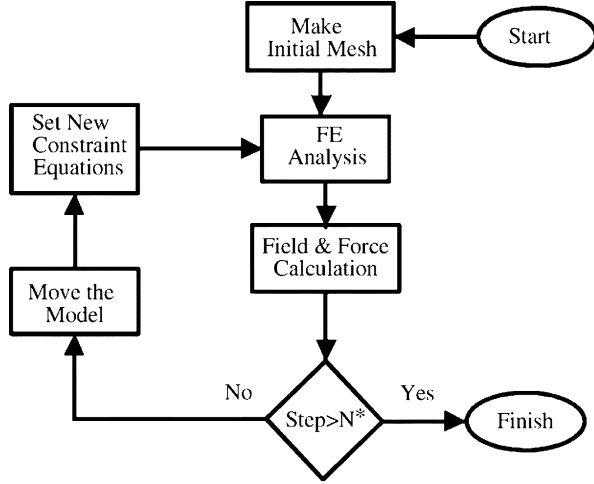 Make
Initial Mesh
Start
Set New
Constraint
Equations
FE
Analysis
Field & Force
Calculation
Move the
Model
No
Yes
Step>N*
Finish